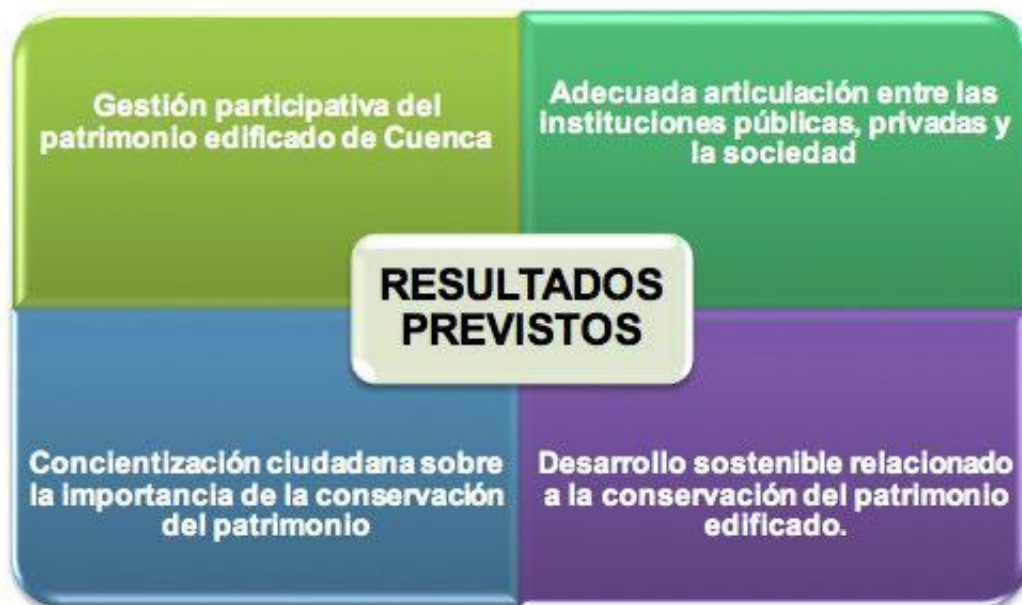 Gestión participativa del
patrimonio edificado de Cuenca
Adecuada articulación entre las
instituciones públicas, privadas y
la sociedad
RESULTADOS
PREVISTOS
Concientización ciudadana sobre
la importancia de la conservación
del patrimonio
Desarrollo sostenible relacionado
a la conservación del patrimonio
edificado.